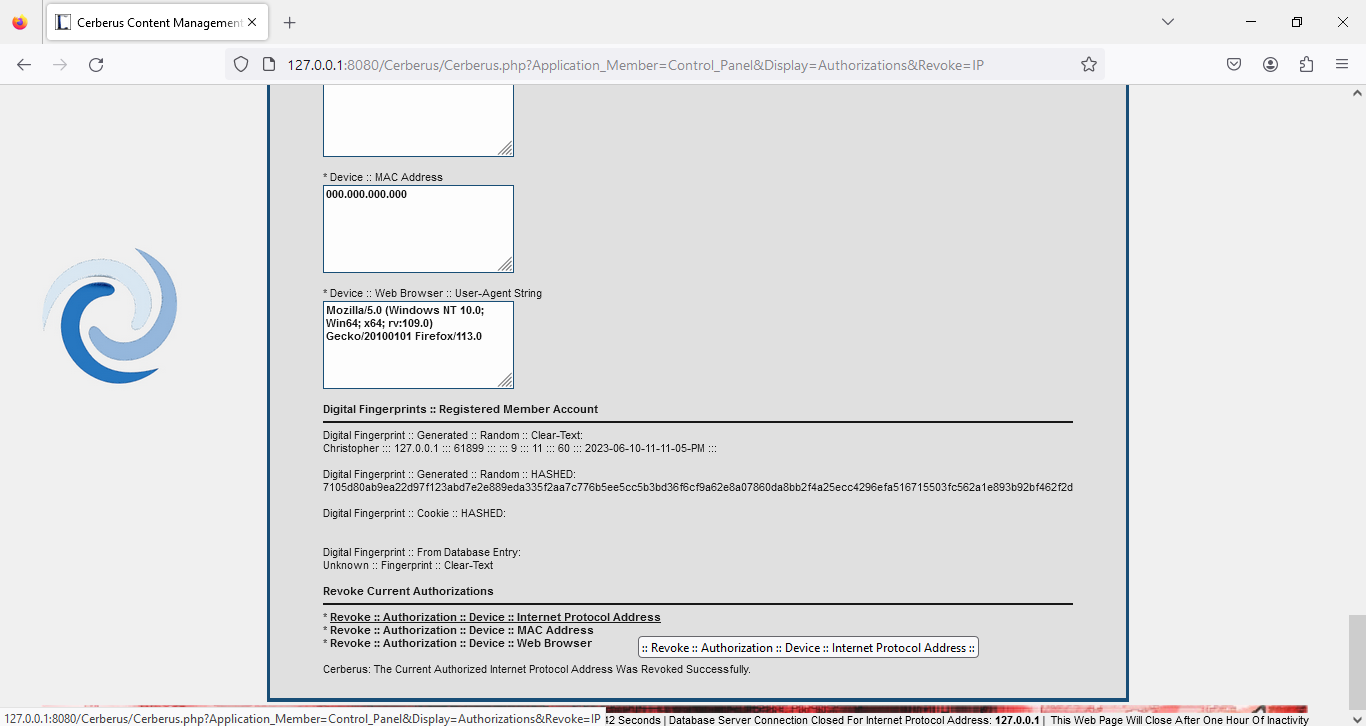 Cerberus Content Management
127.0.0.1:8080/Cerberus/Cerberus.php?Application_Member=Control_Panel&Display=Authorizations&Revoke=IP
* Device :: MAC Address
000.000.000.000
* Device :: Web Browser :: User-Agent String
Mozilla/5.0 (Windows NT 10.0;
Win64; x64; rv:109.0)
Gecko/20100101 Firefox/113.0
Digital Fingerprints :: Registered Member Account
Digital Fingerprint :: Generated :: Random :: Clear-Text:
Christopher ::: 127.0.0.1 ::: 61899 ::: ::: 9 ::: 11 ::: 60 ::: 2023-06-10-11-11-05-PM :::
Digital Fingerprint :: Generated :: Random :: HASHED:
7105d80ab9ea22d97f123abd7e2e889eda335f2aa7c776b5ee5cc5b3bd36f6cf9a62e8a07860da8bb2f4a25ecc4296efa516715503fc562a1e893b92bf462f2d
Digital Fingerprint :: Cookie :: HASHED:
Digital Fingerprint :: From Database Entry:
Unknown :: Fingerprint :: Clear-Text
Revoke Current Authorizations
* Revoke :: Authorization :: Device :: Internet Protocol Address
* Revoke :: Authorization :: Device :: MAC Address
* Revoke :: Authorization :: Device :: Web Browser
:: Revoke :: Authorization :: Device :: Internet Protocol Address ::
Cerberus: The Current Authorized Internet Protocol Address Was Revoked Successfully.
127.0.0.1:8080/Cerberus/Cerberus.php?Application_Member=Control_Panel&Display=Authorizations&Revoke=IP
42 Seconds | Database Server Connection Closed For Internet Protocol Address: 127.0.0.1 | This Web Page Will Close After One Hour Of Inactivity